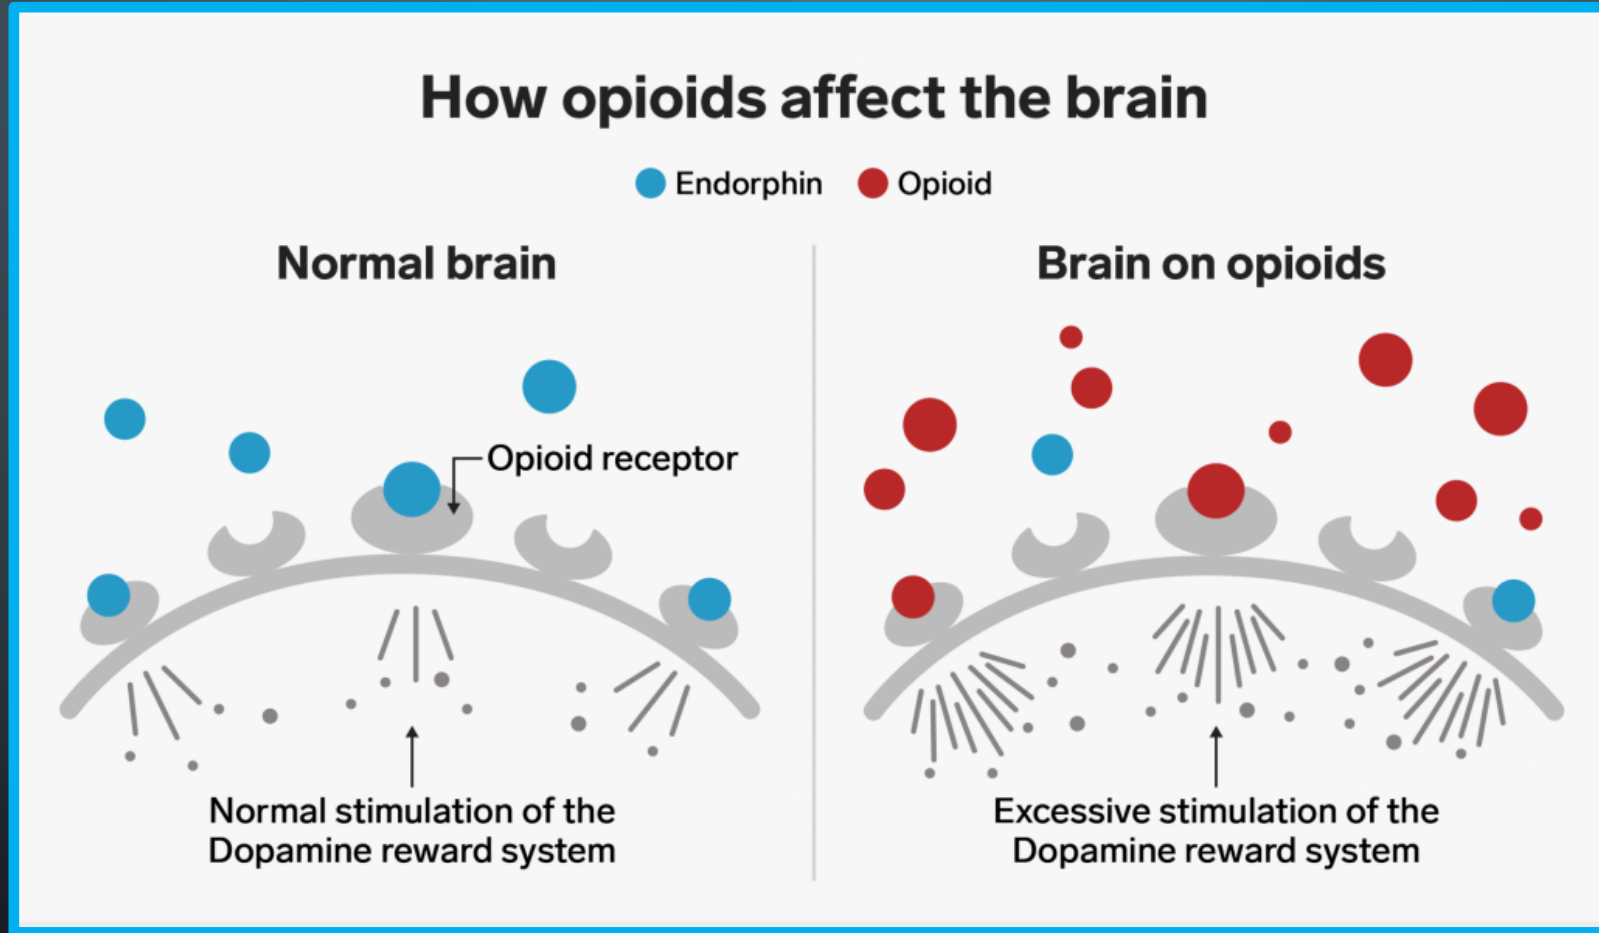 How opioids affect the brain
Endorphin
Opioid
Normal brain
Opioid receptor
Normal stimulation of the
Dopamine reward system
Brain on opioids
Excessive stimulation of the
Dopamine reward system